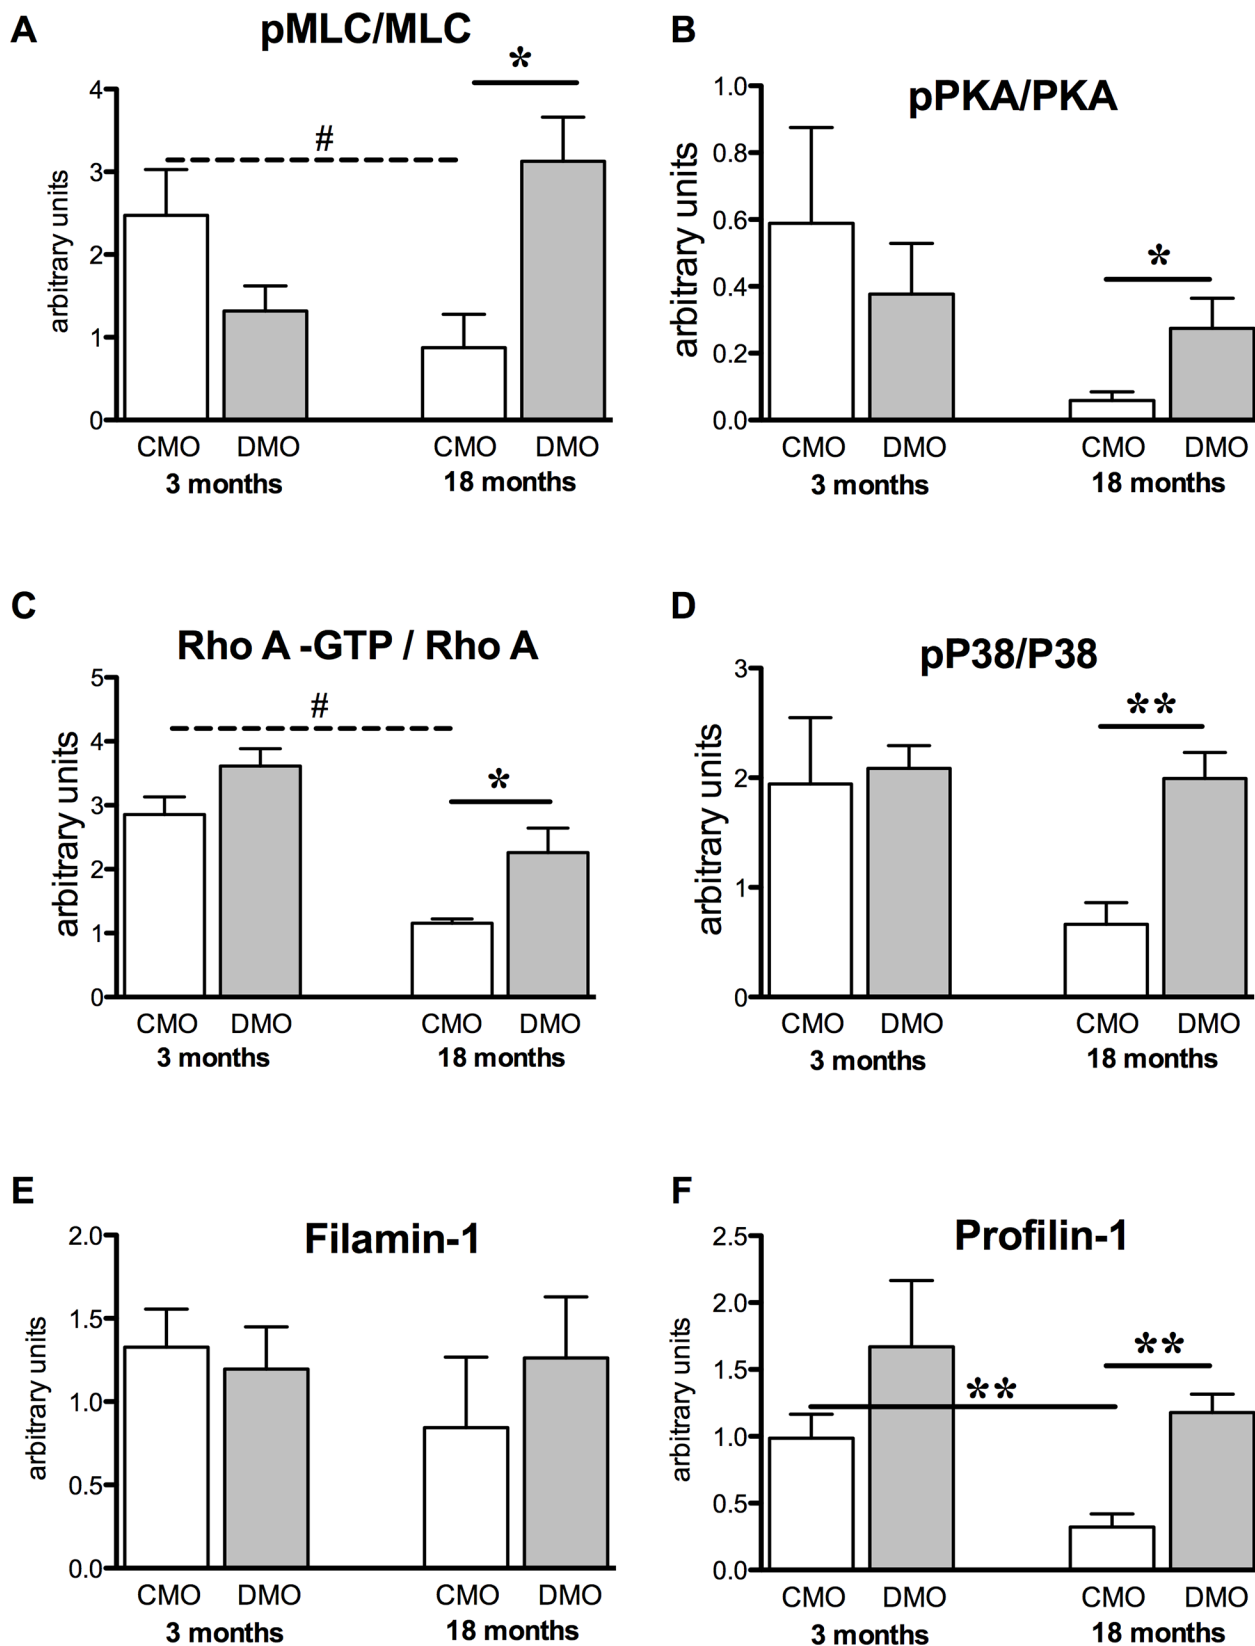 A
pMLC/MLC
*
#
4
3
2
1
0
arbitrary units
CMO DMO CMO DMO
3 months 18 months
B
pPKA/PKA
*
1.0
0.8
0.6
0.4
0.2
0.0
arbitrary units
CMO DMO CMO DMO
3 months 18 months
C
Rho A -GTP / Rho A
#
*
5
4
3
2
1
0
arbitrary units
CMO DMO CMO DMO
3 months 18 months
D
pP38/P38
**
3
2
1
0
arbitrary units
CMO DMO CMO DMO
3 months 18 months
E
Filamin-1
2.0
1.5
1.0
0.5
0.0
arbitrary units
CMO DMO CMO DMO
3 months 18 months
F
Profilin-1
**
**
2.5
2.0
1.5
1.0
0.5
0.0
arbitrary units
CMO DMO CMO DMO
3 months 18 months